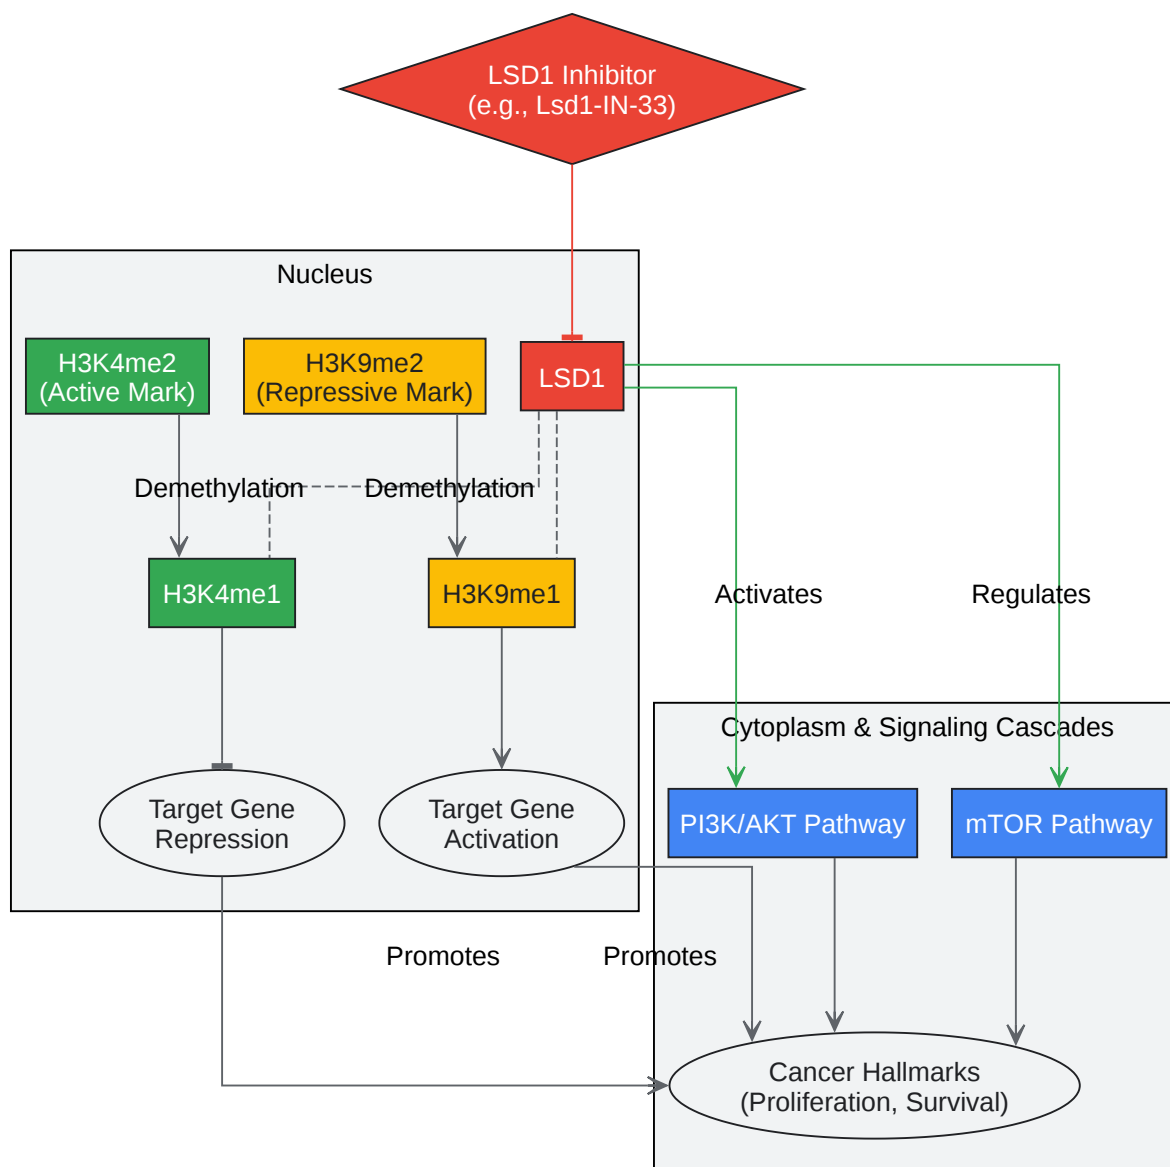 LSD1 Inhibitor
(e.g., Lsd1-IN-33)
Nucleus
H3K4me2
(Active Mark)
H3K9me2
(Repressive Mark)
LSD1
Demethylation
Demethylation
H3K4me1
H3K9me1
Activates
Regulates
Cytoplasm & Signaling Cascades
Target Gene
Repression
Target Gene
Activation
PI3K/AKT Pathway
mTOR Pathway
Promotes
Promotes
Cancer Hallmarks
(Proliferation, Survival)